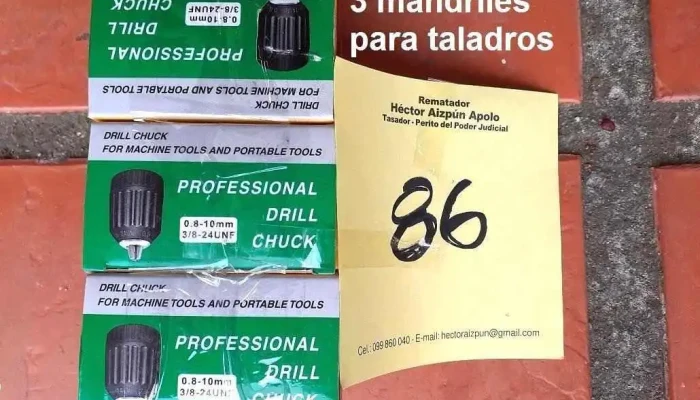 3 mandriles
para taladros
CHUCK
DRILL
PROFESSIONAL
0.8-10mm
3/8-24UNF
DRILL CHUCK
FOR MACHINE TOOLS AND PORTABLE TOOLS
DRILL CHUCK
FOR MACHINE TOOLS AND PORTABLE TOOLS
PROFESSIONAL
DRILL
CHUCK
0.8-10mm
3/8-24UNF
DRILL CHUCK
FOR MACHINE TOOLS AND PORTABLE TOOLS
PROFESSIONAL
DRILL
CHUCK
0.8-10mm
3/8-24UNF
Rematador
Héctor Aizpún Apolo
Tasador - Perito del Poder Judicial
86
Cel.: 099 860 040 - E-mail: hectoraizpun@gmail.com